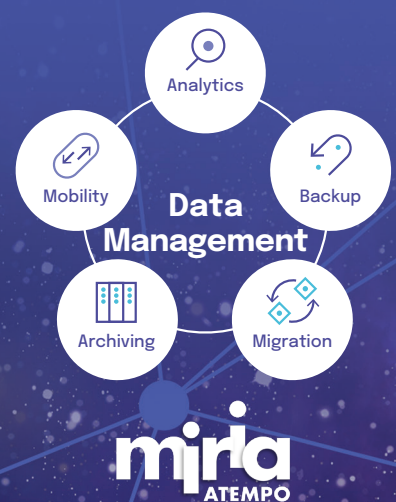 Analytics
Mobility
Backup
Data
Management
Archiving
Migration
miria
ATEMPO